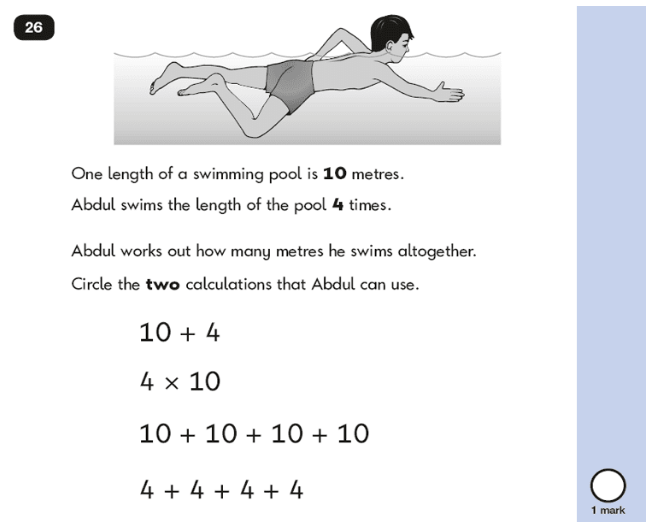 26
One length of a swimming pool is 10 metres.
Abdul swims the length of the pool 4 times.
Abdul works out how many metres he swims altogether.
Circle the two calculations that Abdul can use.
10 + 4
4 × 10
10 + 10 + 10 + 10
4 + 4 + 4 + 4
1 mark